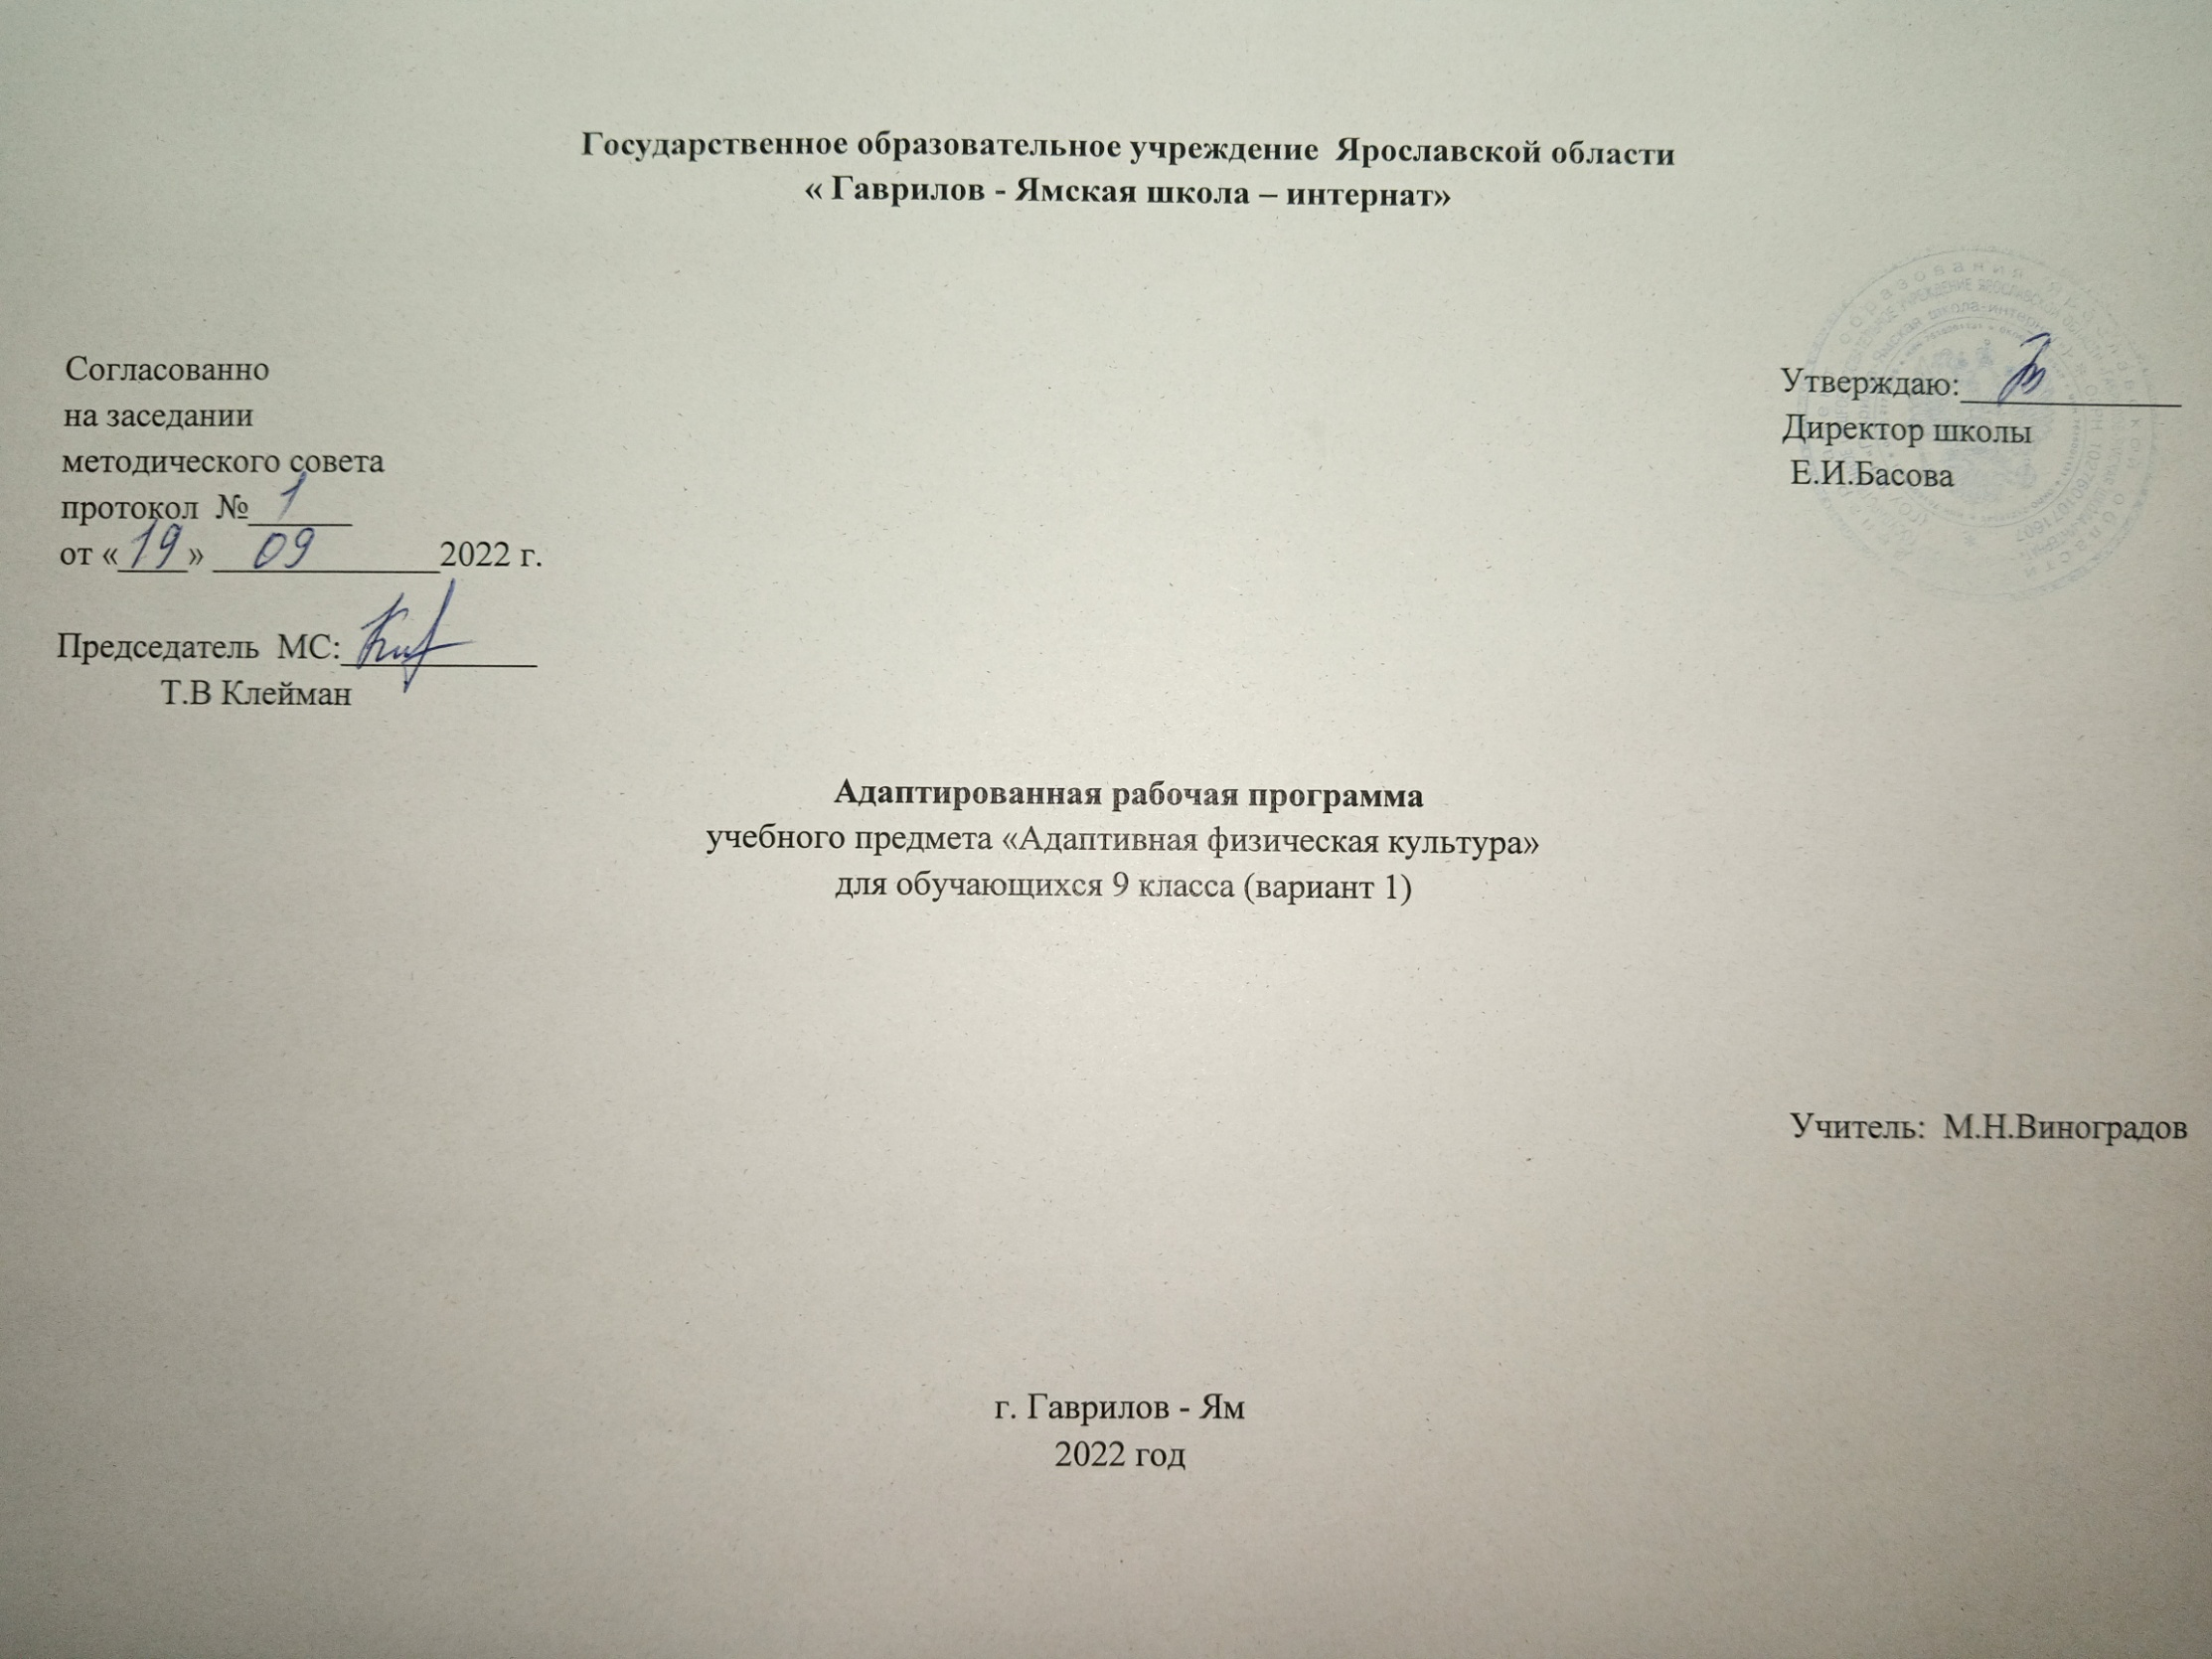 Государственное образовательное учреждение Ярославской области
« Гаврилов - Ямская школа – интернат»
Согласованно
на заседании
методического совета
протокол № 1
от «19» 09 2022 г.
Председатель МС:
Т.В Клейман
Утверждаю:
Директор школы
Е.И.Басова
Адаптированная рабочая программа
учебного предмета «Адаптивная физическая культура»
для обучающихся 9 класса (вариант 1)
Учитель: М.Н.Виноградов
г. Гаврилов - Ям
2022 год